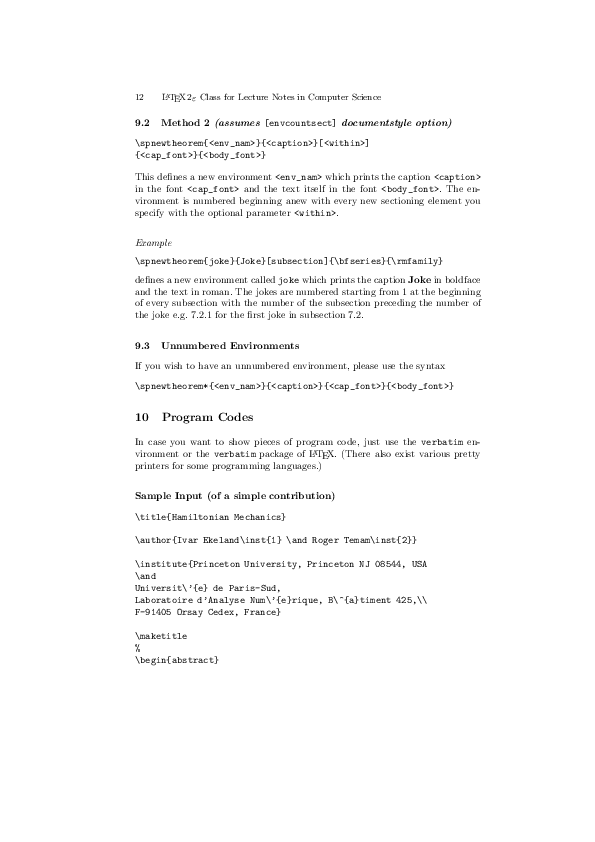 12 LATEX2ε Class for Lecture Notes in Computer Science
9.2 Method 2 (assumes [envcountsect] documentstyle option)
\spnewtheorem{<env_nam>}{<caption>}[<within>]
{<cap_font>}{<body_font>}
This defines a new environment <env_nam> which prints the caption <caption>
in the font <cap_font> and the text itself in the font <body_font>. The en-
vironment is numbered beginning anew with every new sectioning element you
specify with the optional parameter <within>.
Example
\spnewtheorem{joke}{Joke}[subsection]{\bfseries}{\rmfamily}
defines a new environment called joke which prints the caption Joke in boldface
and the text in roman. The jokes are numbered starting from 1 at the beginning
of every subsection with the number of the subsection preceding the number of
the joke e.g. 7.2.1 for the first joke in subsection 7.2.
9.3 Unnumbered Environments
If you wish to have an unnumbered environment, please use the syntax
\spnewtheorem*{<env_nam>}{<caption>}{<cap_font>}{<body_font>}
10 Program Codes
In case you want to show pieces of program code, just use the verbatim en-
vironment or the verbatim package of LATEX. (There also exist various pretty
printers for some programming languages.)
Sample Input (of a simple contribution)
\title{Hamiltonian Mechanics}
\author{Ivar Ekeland\inst{1} \and Roger Temam\inst{2}}
\institute{Princeton University, Princeton NJ 08544, USA
\and
Universit\'{e} de Paris-Sud,
Laboratoire d'Analyse Num\'{e}rique, B\^{a}timent 425,\\
F-91405 Orsay Cedex, France}
\maketitle
%
\begin{abstract}